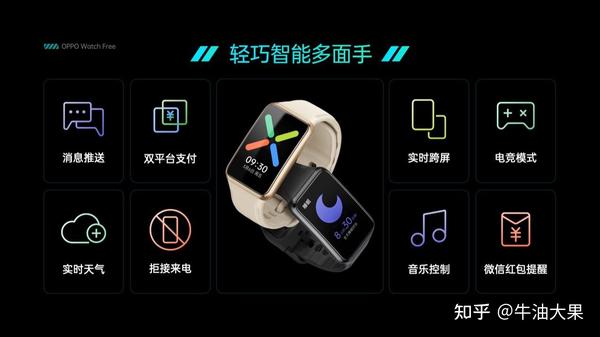 OPPO Watch Free
轻巧智能多面手
消息推送
双平台支付
实时跨屏
电竞模式
09:30
8 30
实时天气
拒接来电
音乐控制
微信红包提醒
知乎 @牛油大果